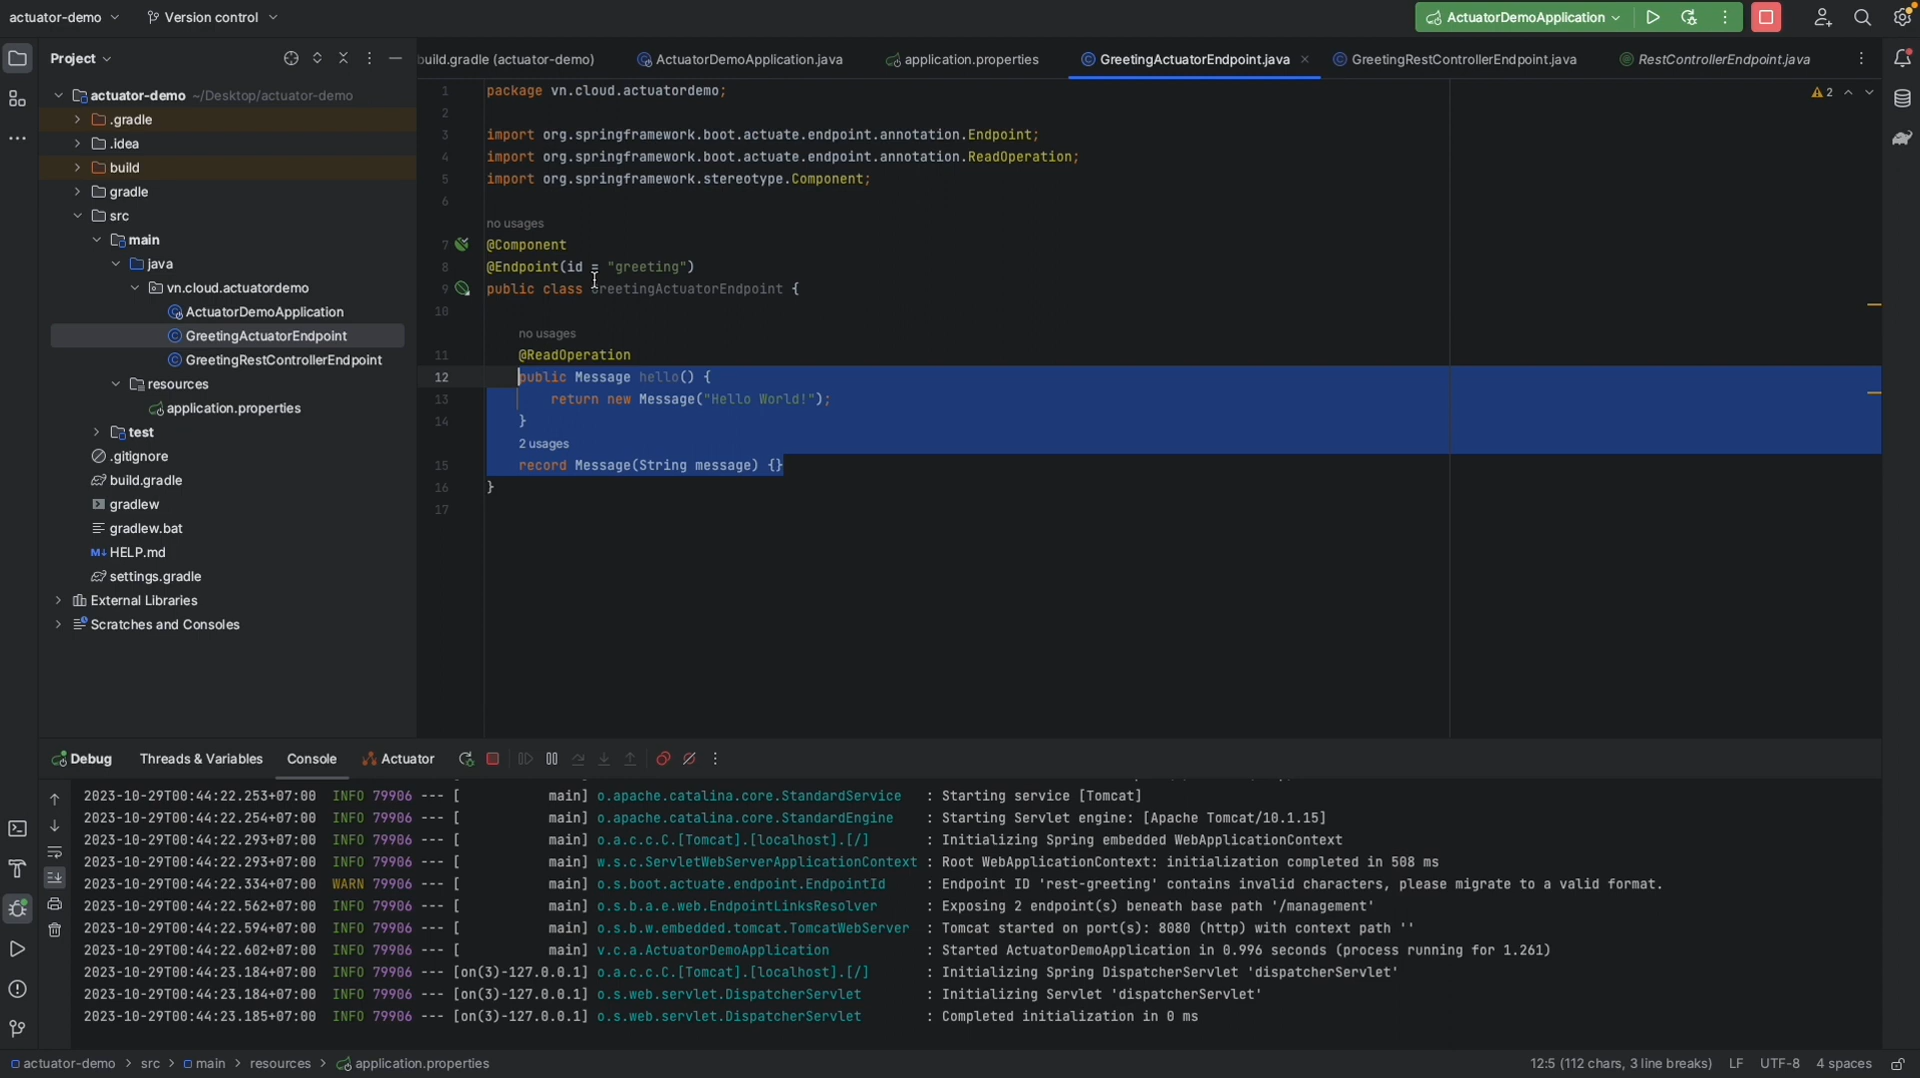 actuator-demo
Version control
ActuatorDemoApplication
Project
build.gradle (actuator-demo)
ActuatorDemoApplication.java
application.properties
GreetingActuatorEndpoint.java
GreetingRestControllerEndpoint.java
RestControllerEndpoint.java
actuator-demo ~/Desktop/actuator-demo
.gradle
.idea
build
gradle
src
main
java
vn.cloud.actuatordemo
ActuatorDemoApplication
GreetingActuatorEndpoint
GreetingRestControllerEndpoint
resources
application.properties
test
.gitignore
build.gradle
gradlew
gradlew.bat
M↓ HELP.md
settings.gradle
External Libraries
Scratches and Consoles
2
1 package vn.cloud.actuatordemo;
2
3 import org.springframework.boot.actuate.endpoint.annotation.Endpoint;
4 import org.springframework.boot.actuate.endpoint.annotation.ReadOperation;
5 import org.springframework.stereotype.Component;
6
no usages
7 @Component
8 @Endpoint(id = "greeting")
9 public class GreetingActuatorEndpoint {
10
no usages
11 @ReadOperation
12 public Message hello() {
13 return new Message("Hello World!");
14 }
2 usages
15 record Message(String message) {}
16 }
17
Debug
Threads & Variables
Console
Actuator
2023-10-29T00:44:22.253+07:00 INFO 79906 --- [ main] o.apache.catalina.core.StandardService : Starting service [Tomcat]
2023-10-29T00:44:22.254+07:00 INFO 79906 --- [ main] o.apache.catalina.core.StandardEngine : Starting Servlet engine: [Apache Tomcat/10.1.15]
2023-10-29T00:44:22.293+07:00 INFO 79906 --- [ main] o.a.c.c.C.[Tomcat].[localhost].[/] : Initializing Spring embedded WebApplicationContext
2023-10-29T00:44:22.293+07:00 INFO 79906 --- [ main] w.s.c.ServletWebServerApplicationContext : Root WebApplicationContext: initialization completed in 508 ms
2023-10-29T00:44:22.334+07:00 WARN 79906 --- [ main] o.s.boot.actuate.endpoint.EndpointId : Endpoint ID 'rest-greeting' contains invalid characters, please migrate to a valid format.
2023-10-29T00:44:22.562+07:00 INFO 79906 --- [ main] o.s.b.a.e.web.EndpointLinksResolver : Exposing 2 endpoint(s) beneath base path '/management'
2023-10-29T00:44:22.594+07:00 INFO 79906 --- [ main] o.s.b.w.embedded.tomcat.TomcatWebServer : Tomcat started on port(s): 8080 (http) with context path ''
2023-10-29T00:44:22.602+07:00 INFO 79906 --- [ main] v.c.a.ActuatorDemoApplication : Started ActuatorDemoApplication in 0.996 seconds (process running for 1.261)
2023-10-29T00:44:23.184+07:00 INFO 79906 --- [on(3)-127.0.0.1] o.a.c.c.C.[Tomcat].[localhost].[/] : Initializing Spring DispatcherServlet 'dispatcherServlet'
2023-10-29T00:44:23.184+07:00 INFO 79906 --- [on(3)-127.0.0.1] o.s.web.servlet.DispatcherServlet : Initializing Servlet 'dispatcherServlet'
2023-10-29T00:44:23.185+07:00 INFO 79906 --- [on(3)-127.0.0.1] o.s.web.servlet.DispatcherServlet : Completed initialization in 0 ms
actuator-demo > src > main > resources > application.properties
12:5 (112 chars, 3 line breaks) LF UTF-8 4 spaces